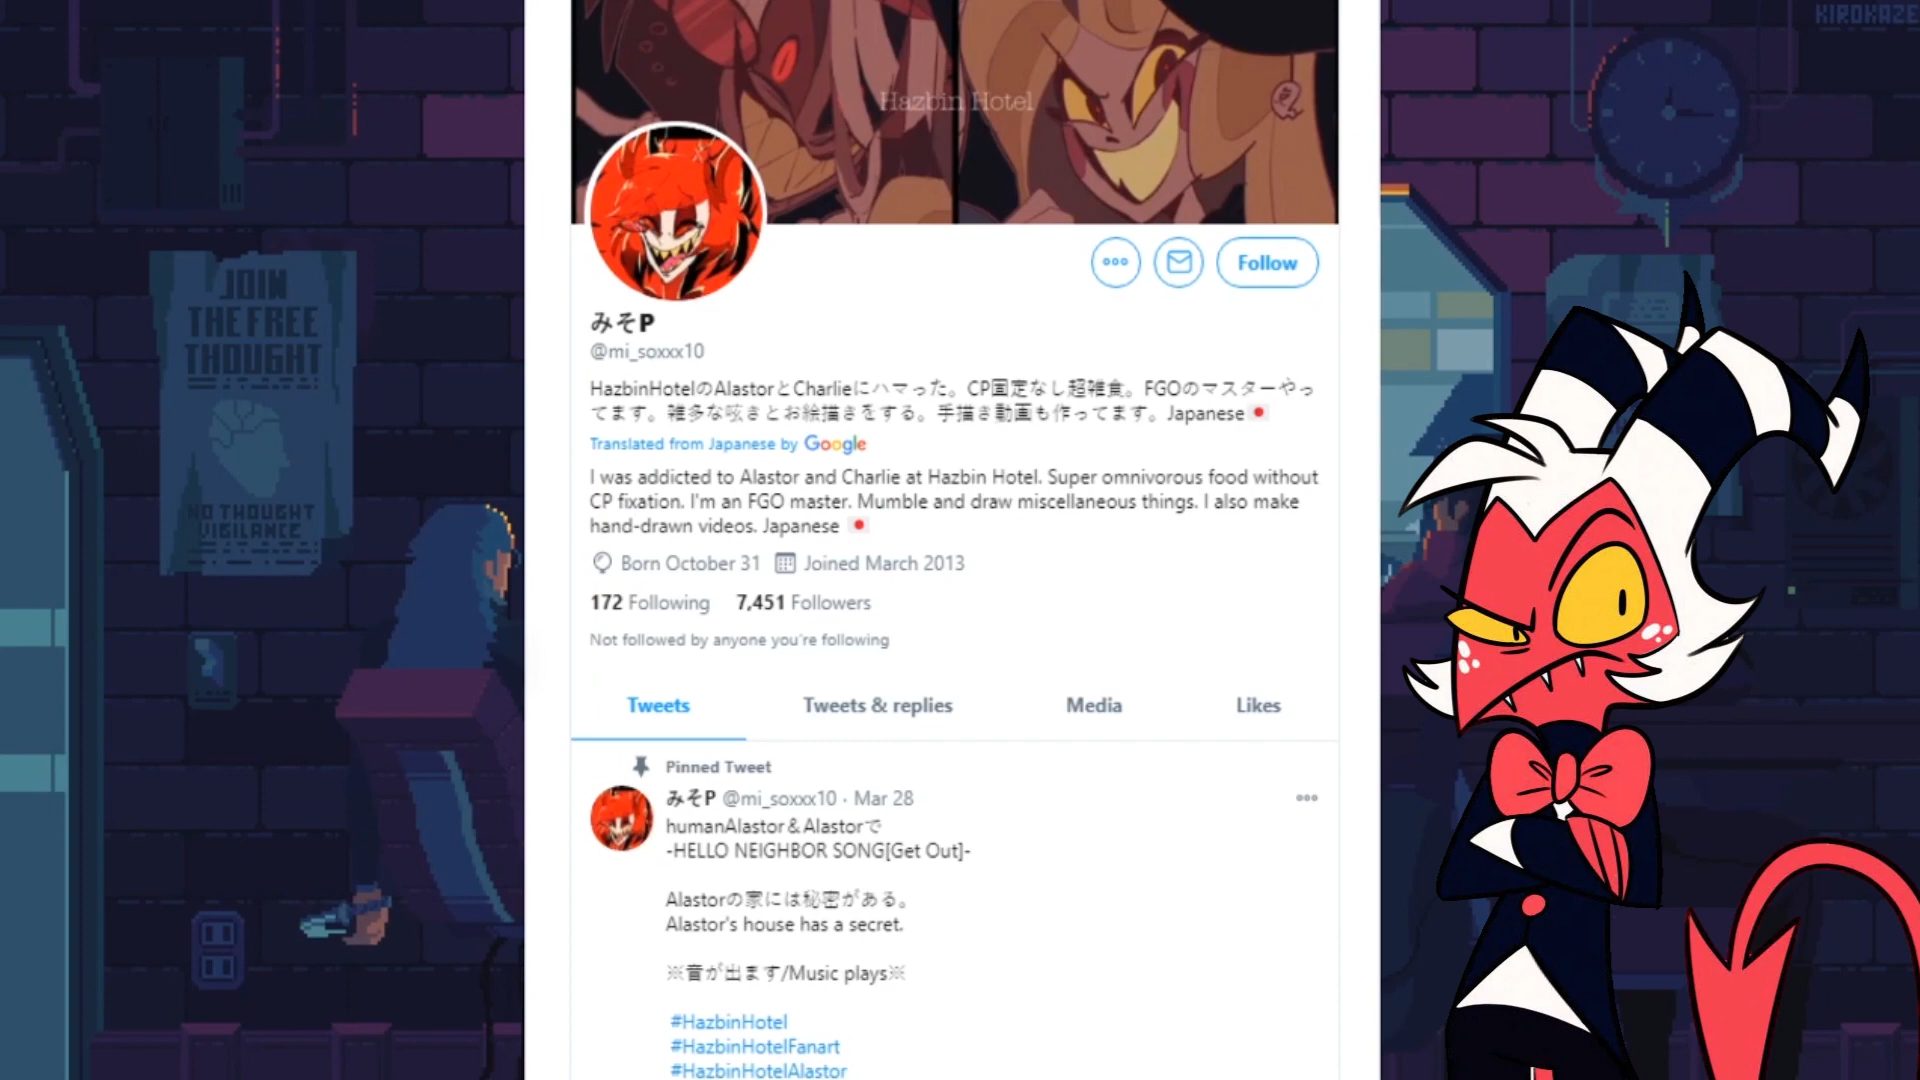 KIROKAZE
Hazbin Hotel
JOIN
THE FREE
THOUGHT
NO THOUGHT
VIGILANCE
Follow
みそP
@mi_soxxx10
HazbinHotelのAlastorとCharlieにハマった。CP固定なし超雑食。FGOのマスターやっ
てます。雑多な呟きとお絵描きをする。手描き動画も作ってます。Japanese🇯🇵
Translated from Japanese by Google
I was addicted to Alastor and Charlie at Hazbin Hotel. Super omnivorous food without
CP fixation. I'm an FGO master. Mumble and draw miscellaneous things. I also make
hand-drawn videos. Japanese 🇯🇵
Born October 31 Joined March 2013
172 Following 7,451 Followers
Not followed by anyone you're following
Tweets Tweets & replies Media Likes
Pinned Tweet
みそP @mi_soxxx10 · Mar 28
humanAlastor＆Alastorで
-HELLO NEIGHBOR SONG[Get Out]-
Alastorの家には秘密がある。
Alastor's house has a secret.
※音が出ます/Music plays※
#HazbinHotel
#HazbinHotelFanart
#HazbinHotelAlastor